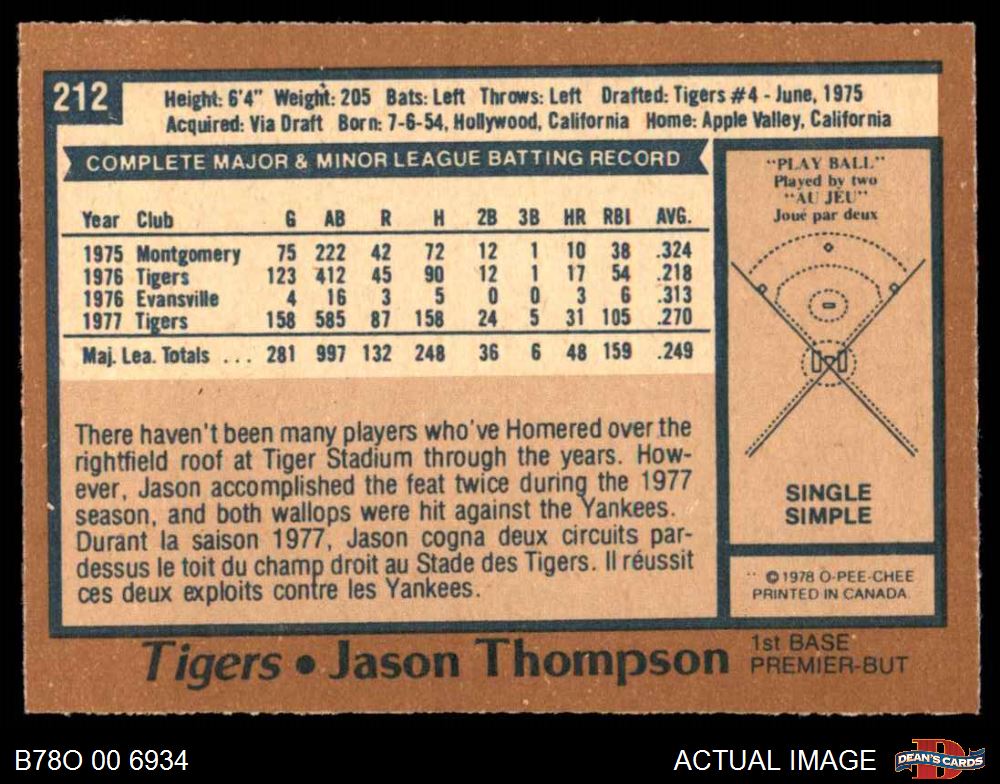 212
Height: 6'4" Weight: 205 Bats: Left Throws: Left Drafted: Tigers #4 - June, 1975
Acquired: Via Draft Born: 7-6-54, Hollywood, California Home: Apple Valley, California
COMPLETE MAJOR & MINOR LEAGUE BATTING RECORD
Year Club G AB R H 2B 3B HR RBI AVG.
1975 Montgomery 75 222 42 72 12 1 10 38 .324
1976 Tigers 123 412 45 90 12 1 17 54 .218
1976 Evansville 4 16 3 5 0 0 3 6 .313
1977 Tigers 158 585 87 158 24 5 31 105 .270
Maj. Lea. Totals ... 281 997 132 248 36 6 48 159 .249
There haven't been many players who've Homered over the
rightfield roof at Tiger Stadium through the years. How-
ever, Jason accomplished the feat twice during the 1977
season, and both wallops were hit against the Yankees.
Durant la saison 1977, Jason cogna deux circuits par-
dessus le toit du champ droit au Stade des Tigers. Il réussit
ces deux exploits contre les Yankees.
"PLAY BALL"
Played by two
"AU JEU"
Joué par deux
SINGLE
SIMPLE
©1978 O-PEE-CHEE
PRINTED IN CANADA.
Tigers • Jason Thompson
1st BASE
PREMIER-BUT
B78O 00 6934
ACTUAL IMAGE
DEAN'S CARDS